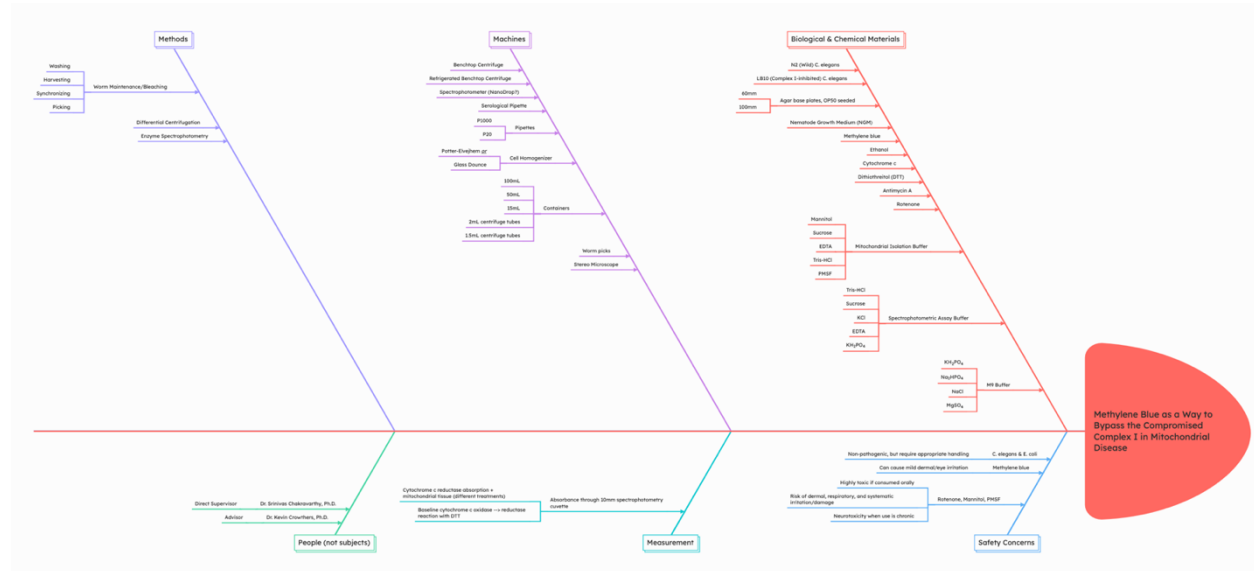 Methods
Washing
Harvesting
Synchronizing
Picking
Worm Maintenance/Bleaching
Differential Centrifugation
Enzyme Spectrophotometry
Machines
Benchtop Centrifuge
Refrigerated Benchtop Centrifuge
Spectrophotometer (NanoDrop?)
Serological Pipette
P1000
P20
Pipettes
Potter-Elvejhem or
Glass Dounce
Cell Homogenizer
100mL
50mL
15mL
2mL centrifuge tubes
1.5mL centrifuge tubes
Containers
Worm picks
Stereo Microscope
Biological & Chemical Materials
N2 (Wild) C. elegans
LB10 (Complex I-inhibited) C. elegans
60mm
100mm
Agar base plates, OP50 seeded
Nematode Growth Medium (NGM)
Methylene blue
Ethanol
Cytochrome c
Dithiothreitol (DTT)
Antimycin A
Rotenone
Mannitol
Sucrose
EDTA
Tris-HCl
PMSF
Mitochondrial Isolation Buffer
Tris-HCl
Sucrose
KCl
EDTA
KH₂PO₄
Spectrophotometric Assay Buffer
KH₂PO₄
Na₂HPO₄
NaCl
MgSO₄
M9 Buffer
Methylene Blue as a Way to
Bypass the Compromised
Complex I in Mitochondrial
Disease
Direct Supervisor
Dr. Srinivas Chakravarthy, Ph.D.
Advisor
Dr. Kevin Crowthers, Ph.D.
People (not subjects)
Cytochrome c reductase absorption +
mitochondrial tissue (different treatments)
Baseline cytochrome c oxidase --> reductase
reaction with DTT
Absorbance through 10mm spectrophotometry
cuvette
Measurement
Non-pathogenic, but require appropriate handling
C. elegans & E. coli
Can cause mild dermal/eye irritation
Methylene blue
Highly toxic if consumed orally
Risk of dermal, respiratory, and systematic
irritation/damage
Neurotoxicity when use is chronic
Rotenone, Mannitol, PMSF
Safety Concerns